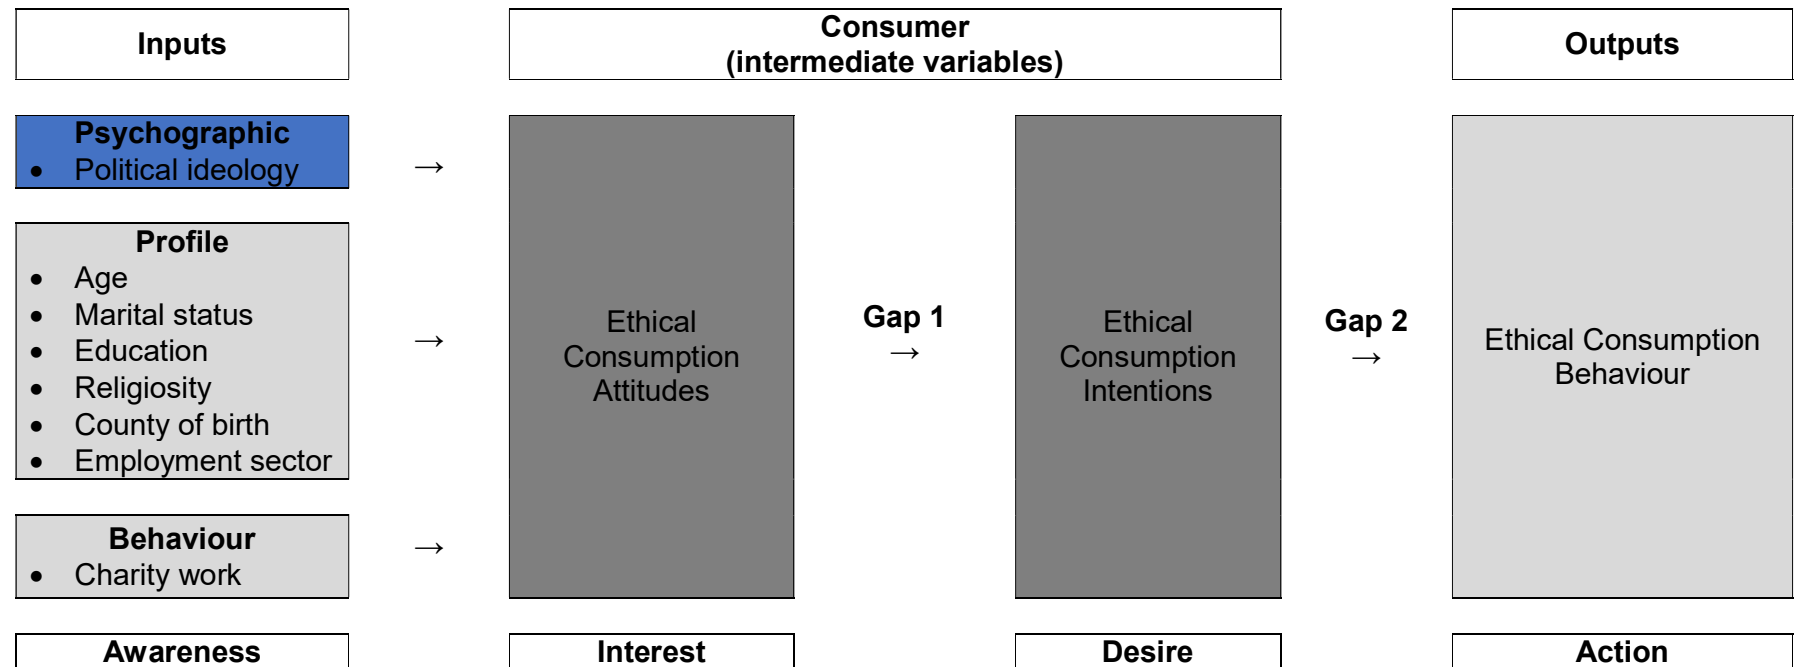 Inputs
Consumer
(intermediate variables)
Outputs
Psychographic
• Political ideology
→
Profile
• Age
• Marital status
• Education
• Religiosity
• County of birth
• Employment sector
→
Behaviour
• Charity work
→
Ethical
Consumption
Attitudes
Gap 1
→
Ethical
Consumption
Intentions
Gap 2
→
Ethical Consumption
Behaviour
Awareness
Interest
Desire
Action